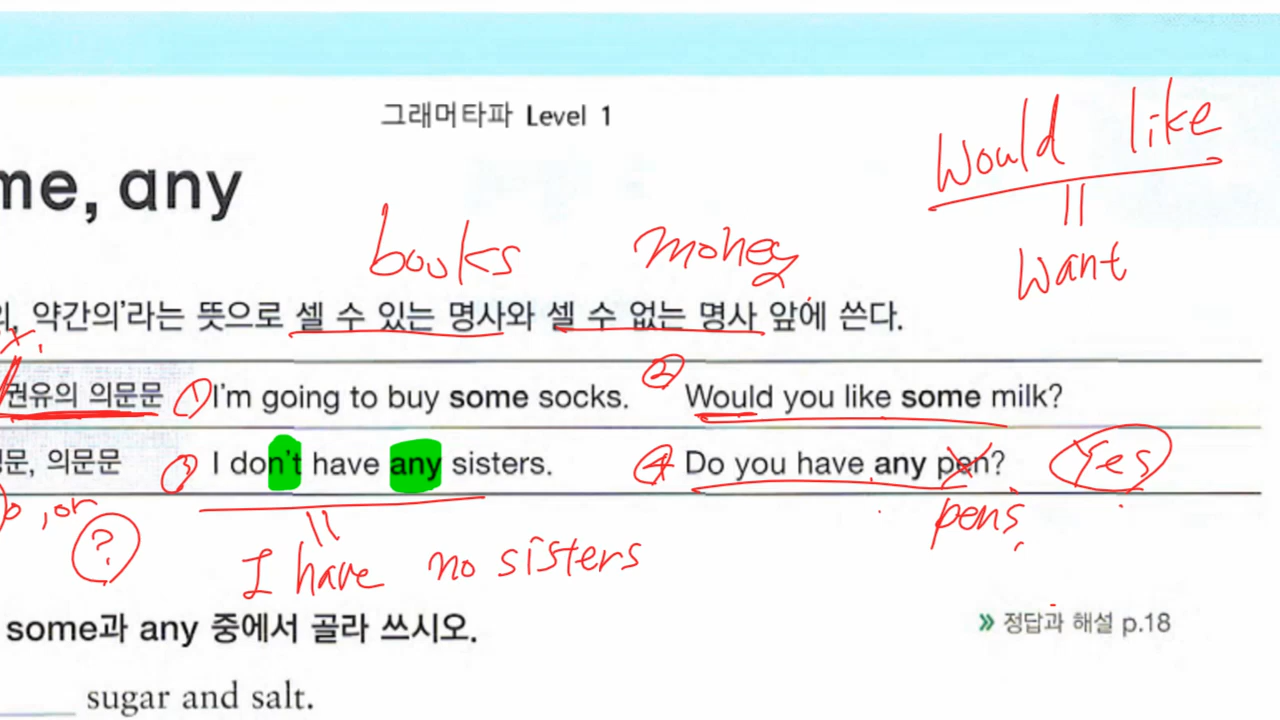 그래머타파 Level 1
Would like
me, any
=
want
books money
약간의'라는 뜻으로 셀 수 있는 명사와 셀 수 없는 명사 앞에 쓴다.
권유의 의문문 ① I'm going to buy some socks. ② Would you like some milk?
문, 의문문 ③ I don't have any sisters. ④ Do you have any pen? Yes
, or pens
?
=
I have no sisters
some과 any 중에서 골라 쓰시오.
» 정답과 해설 p.18
sugar and salt.